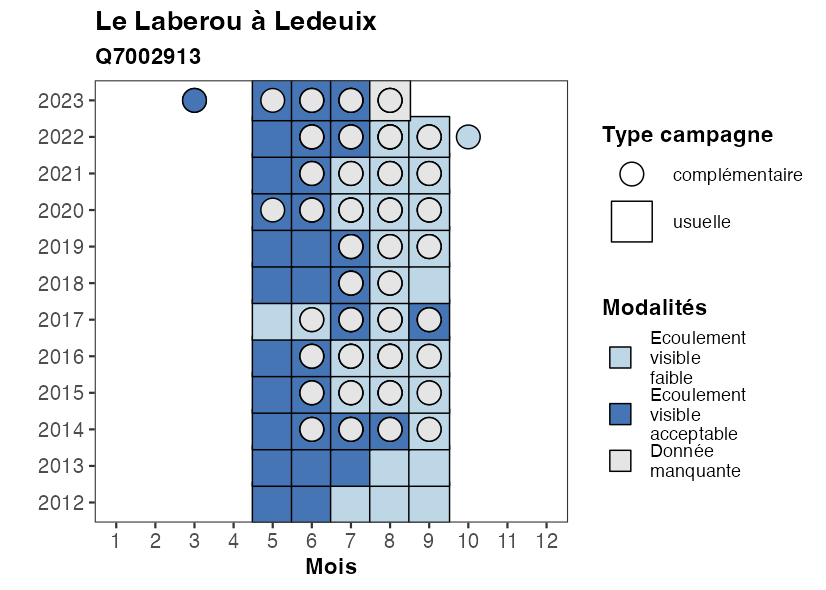 Le Laberou à Ledeuix
Q7002913
2023
2022
2021
2020
2019
2018
2017
2016
2015
2014
2013
2012
1 2 3 4 5 6 7 8 9 10 11 12
Mois
Type campagne
complémentaire
usuelle
Modalités
Ecoulement
visible
faible
Ecoulement
visible
acceptable
Donnée
manquante